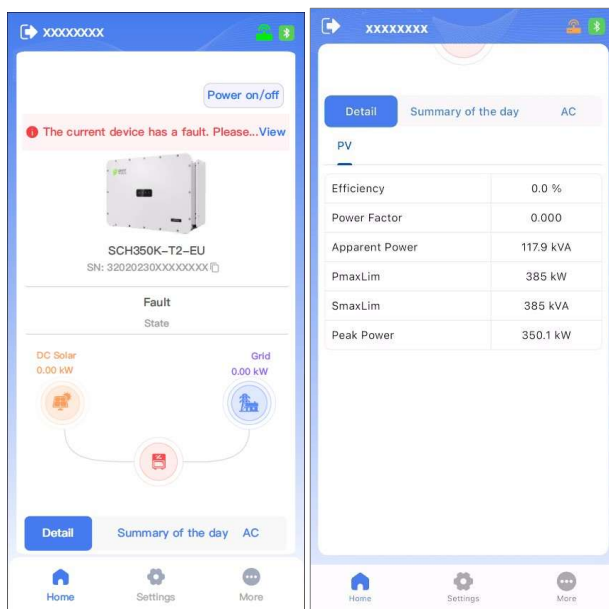 XXXXXXXX
Power on/off
The current device has a fault. Please...View
SCH350K-T2-EU
SN: 32020230XXXXXXXX
Fault
State
DC Solar
0.00 kW
Grid
0.00 kW
Detail
Summary of the day
AC
Home
Settings
More
XXXXXXXX
Detail
Summary of the day
AC
PV
Efficiency 0.0 %
Power Factor 0.000
Apparent Power 117.9 kVA
PmaxLim 385 kW
SmaxLim 385 kVA
Peak Power 350.1 kW
Home
Settings
More